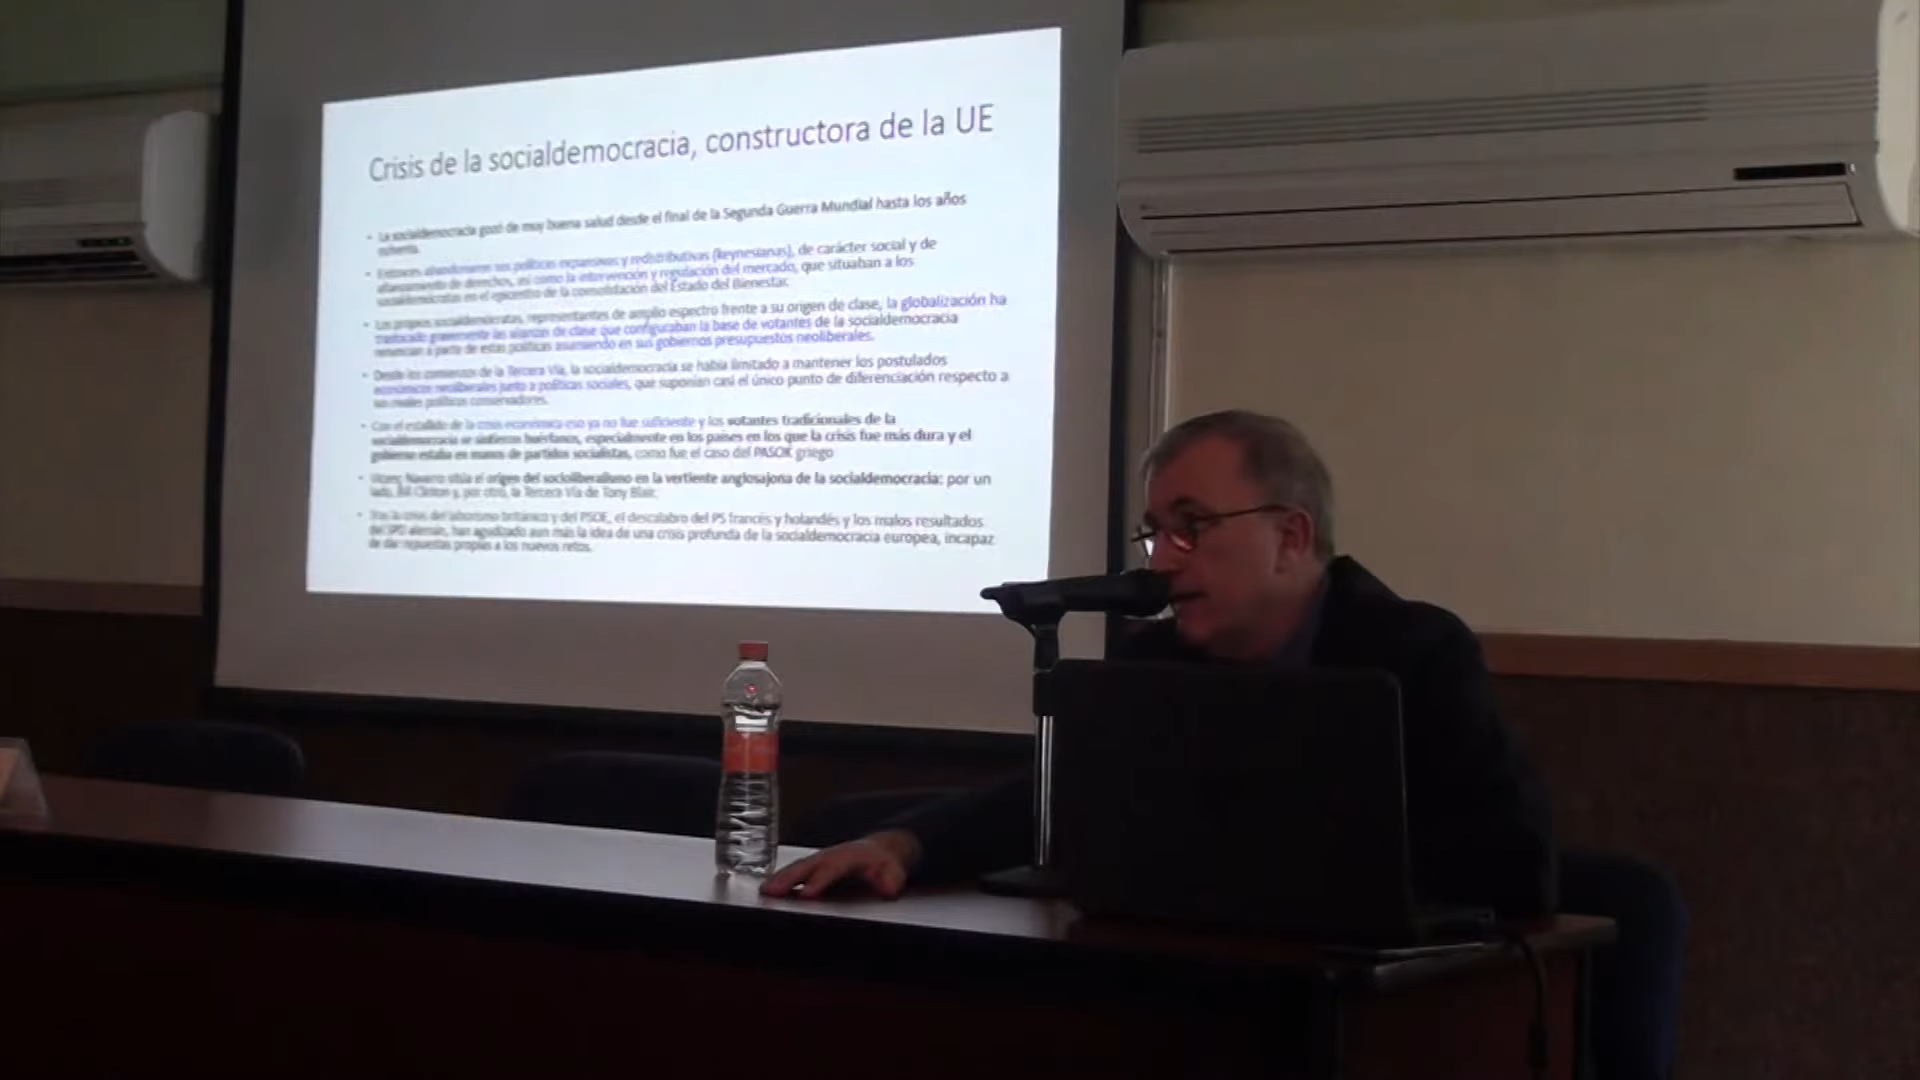 Crisis de la socialdemocracia, constructora de la UE
• La socialdemocracia gozó de muy buena salud desde el final de la Segunda Guerra Mundial hasta los años
ochenta.
• Entonces abandonaron sus políticas expansivas y redistributivas (keynesianas), de carácter social y de
afianzamiento de derechos, así como la intervención y regulación del mercado, que situaban a los
socialdemócratas en el epicentro de la consolidación del Estado del Bienestar.
• Los propios socialdemócratas, representantes de amplio espectro frente a su origen de clase, la globalización ha
trastocado gravemente las alianzas de clase que configuraban la base de votantes de la socialdemocracia
renuncian a parte de estas políticas asumiendo en sus gobiernos presupuestos neoliberales.
• Desde los comienzos de la Tercera Vía, la socialdemocracia se había limitado a mantener los postulados
económicos neoliberales junto a políticas sociales, que suponían casi el único punto de diferenciación respecto a
sus rivales políticos conservadores.
• Con el estallido de la crisis económica eso ya no fue suficiente y los votantes tradicionales de la
socialdemocracia se sintieron huérfanos, especialmente en los países en los que la crisis fue más dura y el
gobierno estaba en manos de partidos socialistas, como fue el caso del PASOK griego
• Vicenç Navarro sitúa el origen del socioliberalismo en la vertiente anglosajona de la socialdemocracia: por un
lado, Bill Clinton y, por otro, la Tercera Vía de Tony Blair.
• Tras la crisis del laborismo británico y del PSOE, el descalabro del PS francés y holandés y los malos resultados
del SPD alemán, han agudizado aun más la idea de una crisis profunda de la socialdemocracia europea, incapaz
de dar repuestas propias a los nuevos retos.